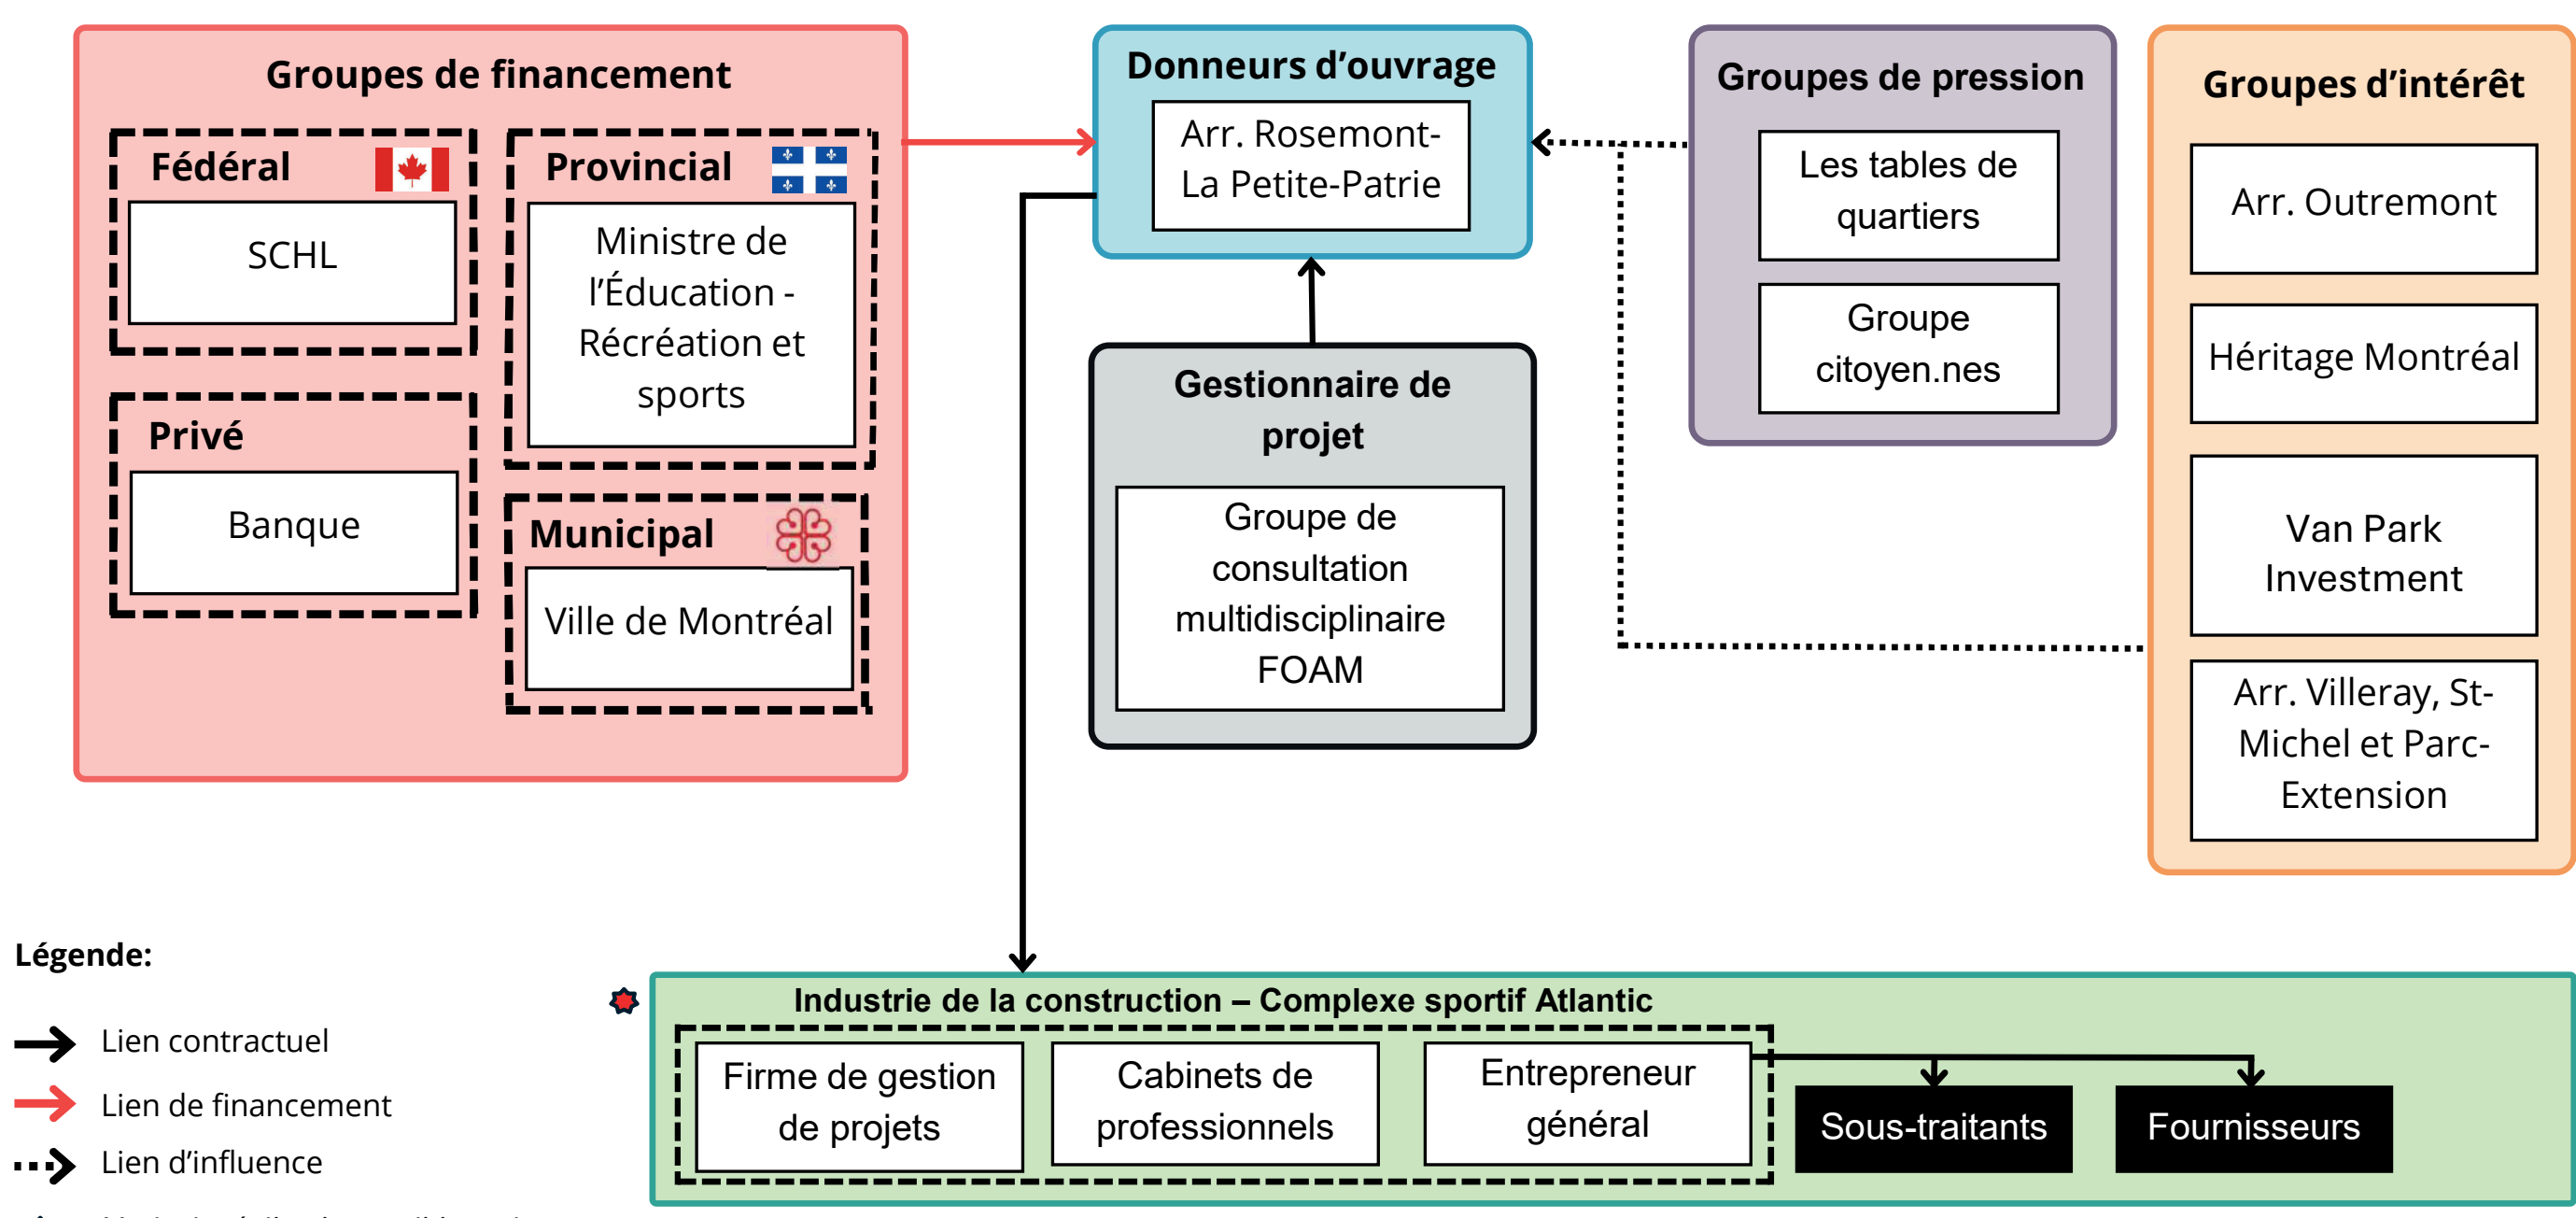 Groupes de financement
Fédéral
SCHL
Provincial
Ministre de
l’Éducation -
Récréation et
sports
Privé
Banque
Municipal
Ville de Montréal
Donneurs d’ouvrage
Arr. Rosemont-
La Petite-Patrie
Gestionnaire de
projet
Groupe de
consultation
multidisciplinaire
FOAM
Groupes de pression
Les tables de
quartiers
Groupe
citoyen.nes
Groupes d’intérêt
Arr. Outremont
Héritage Montréal
Van Park
Investment
Arr. Villeray, St-
Michel et Parc-
Extension
Légende:
Lien contractuel
Lien de financement
Lien d’influence
Industrie de la construction – Complexe sportif Atlantic
Firme de gestion
de projets
Cabinets de
professionnels
Entrepreneur
général
Sous-traitants
Fournisseurs